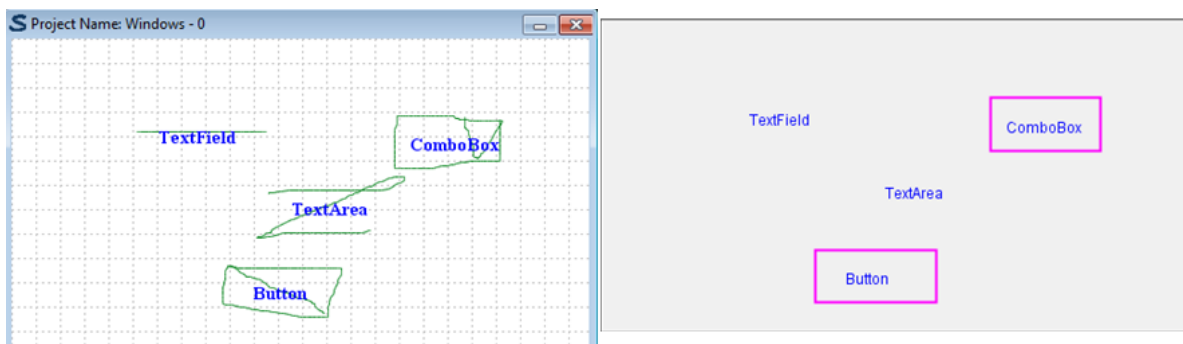 S Project Name: Windows - 0
TextField
ComboBox
TextArea
Button
TextField
ComboBox
TextArea
Button